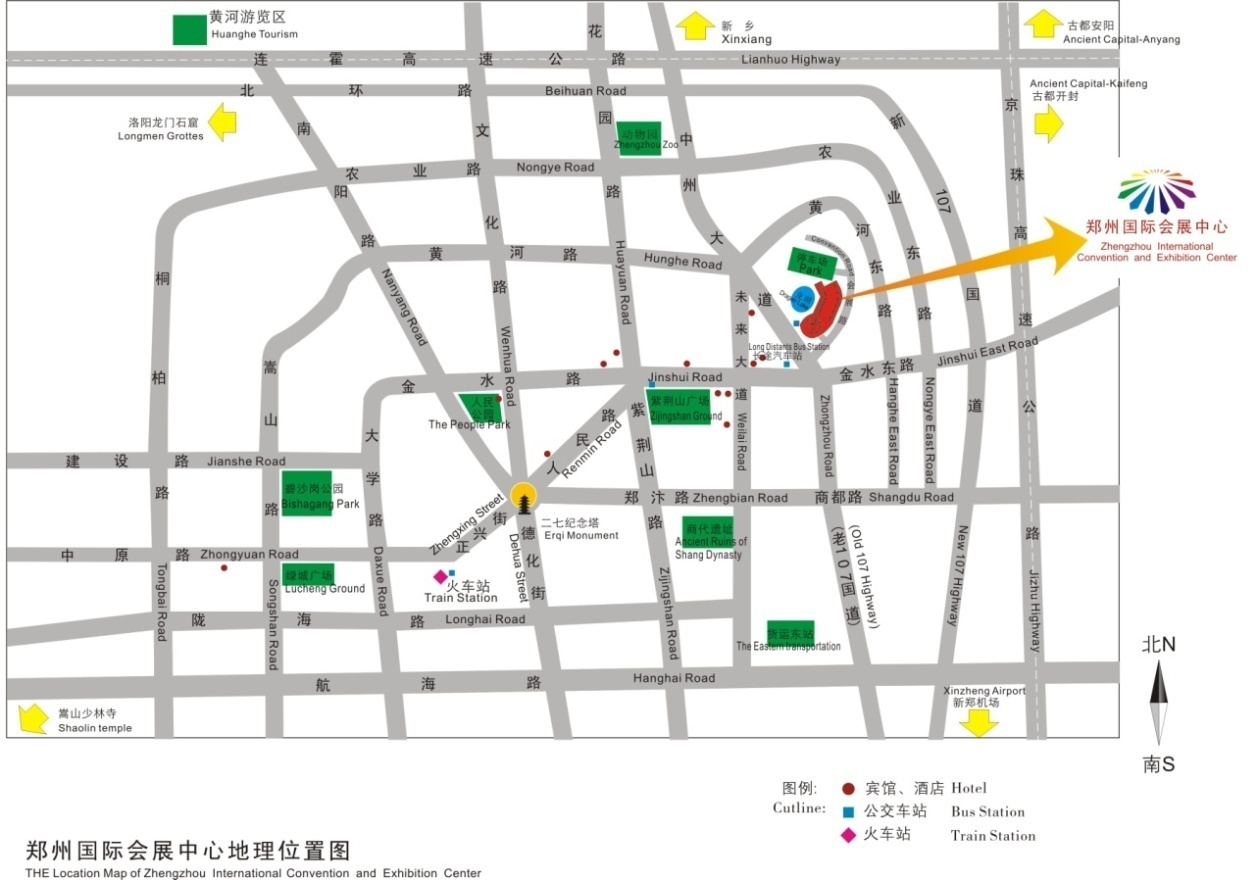 黄河游览区
Huanghe Tourism
新 乡
Xinxiang
古都安阳
Ancient Capital-Anyang
连 霍 高 速 公 路
Lianhuo Highway
北 环 路
Beihuan Road
Ancient Capital-Kaifeng
古都开封
洛阳龙门石窟
Longmen Grottes
动物园
Zhengzhou Zoo
农 业 路
Nongye Road
农 业 东 路
新 107 国 道
京 珠 高 速 公 路
Jizhu Highway
南 阳 路
Nanyang Road
文 化 路
Wenhua Road
花 园 路
Huayuan Road
中 州 大 道
黄 河 路
Hunghe Road
黄 河 东 路
Convention Road
会 展 路
停车场
Park
郑州国际会展中心
Zhengzhou International
Convention and Exhibition Center
未 来 大 道
Weilai Road
Long Distants Bus Station
长途汽车站
桐 柏 路
Tongbai Road
嵩 山 路
Songshan Road
大 学 路
Daxue Road
金 水 路
Jinshui Road
金 水 东 路
Jinshui East Road
人民
公园
The People Park
紫荆山广场
Zijingshan Ground
人 民 路
Renmin Road
紫 荆 山 路
Zijingshan Road
Zhongzhou Road
Hanghe East Road
Nongye East Road
建 设 路
Jianshe Road
碧沙岗公园
Bishagang Park
郑 汴 路
Zhengbian Road
商都路
Shangdu Road
二七纪念塔
Erqi Monument
Zhengxing Street
正 兴 街
德 化 街
Dehua Street
商代遗址
Ancient Ruins of
Shang Dynasty
(老107国道)
(Old 107 Highway)
New 107 Highway
中 原 路
Zhongyuan Road
绿城广场
Lucheng Ground
火车站
Train Station
陇 海 路
Longhai Road
货运东站
The Eastern transportation
航 海 路
Hanghai Road
嵩山少林寺
Shaolin temple
Xinzheng Airport
新郑机场
北N
南S
图例:
Cutline:
宾馆、酒店 Hotel
公交车站 Bus Station
火车站 Train Station
郑州国际会展中心地理位置图
THE Location Map of Zhengzhou International Convention and Exhibition Center